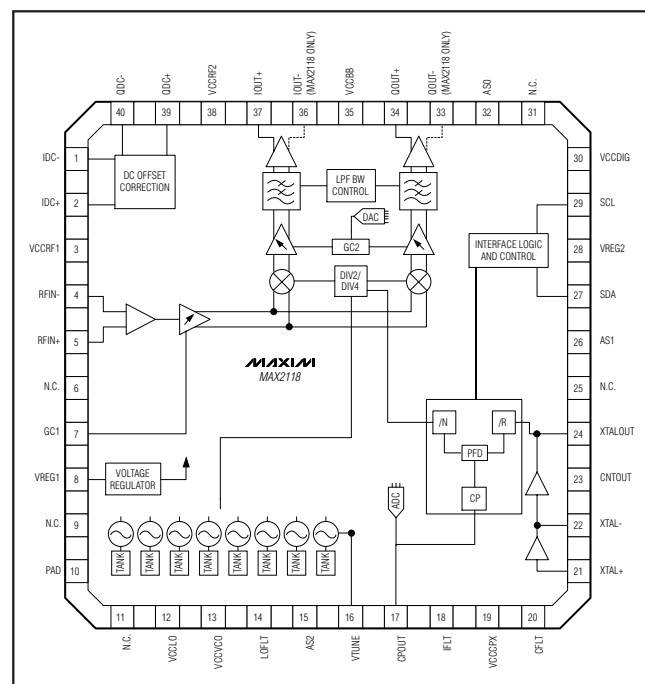 QDC-
QDC+
VCCRF2
IOUT+
IOUT-
(MAX2118 ONLY)
VCCBB
QOUT+
QOUT-
(MAX2118 ONLY)
AS0
N.C.
40
39
38
37
36
35
34
33
32
31
IDC-
1
IDC+
2
VCCRF1
3
RFIN-
4
RFIN+
5
N.C.
6
GC1
7
VREG1
8
N.C.
9
PAD
10
DC OFFSET
CORRECTION
LPF BW
CONTROL
DAC
GC2
DIV2/
DIV4
INTERFACE LOGIC
AND CONTROL
MAXIM
MAX2118
/N
/R
PFD
CP
ADC
VOLTAGE
REGULATOR
TANK
TANK
TANK
TANK
TANK
TANK
TANK
TANK
30
VCCDIG
29
SCL
28
VREG2
27
SDA
26
AS1
25
N.C.
24
XTALOUT
23
CNTOUT
22
XTAL-
21
XTAL+
11
12
13
14
15
16
17
18
19
20
N.C.
VCCLO
VCCVCO
LOFLT
AS2
VTUNE
CPOUT
IFLT
VCCCPX
CFLT